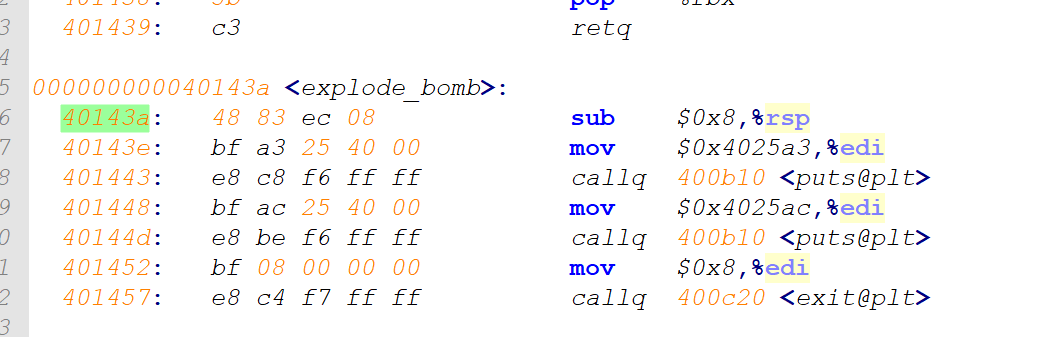 3 401439: c3 retq
4
5 000000000040143a <explode_bomb>:
6 40143a: 48 83 ec 08 sub $0x8,%rsp
7 40143e: bf a3 25 40 00 mov $0x4025a3,%edi
8 401443: e8 c8 f6 ff ff callq 400b10 <puts@plt>
9 401448: bf ac 25 40 00 mov $0x4025ac,%edi
0 40144d: e8 be f6 ff ff callq 400b10 <puts@plt>
1 401452: bf 08 00 00 00 mov $0x8,%edi
2 401457: e8 c4 f7 ff ff callq 400c20 <exit@plt>
3